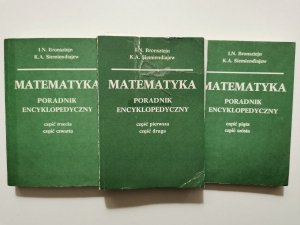 I.N. Bronsztejn
K.A. Siemiendiajew
MATEMATYKA
PORADNIK
ENCYKLOPEDYCZNY
część trzecia
część czwarta
I.N. Bronsztejn
K.A. Siemiendiajew
MATEMATYKA
PORADNIK
ENCYKLOPEDYCZNY
część pierwsza
część druga
I.N. Bronsztejn
K.A. Siemiendiajew
MATEMATYKA
PORADNIK
ENCYKLOPEDYCZNY
część piąta
część szósta